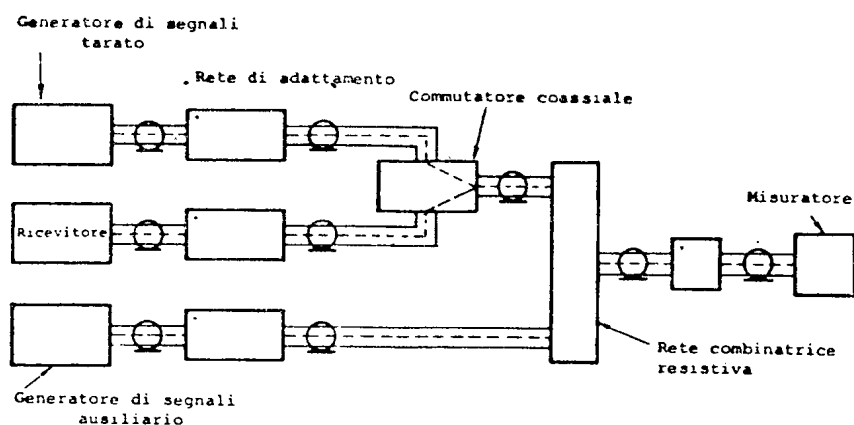 Generatore di segnali
tarato
Rete di adattamento
Commutatore coassiale
Misuratore
Ricevitore
Rete combinatrice
resistiva
Generatore di segnali
ausiliario